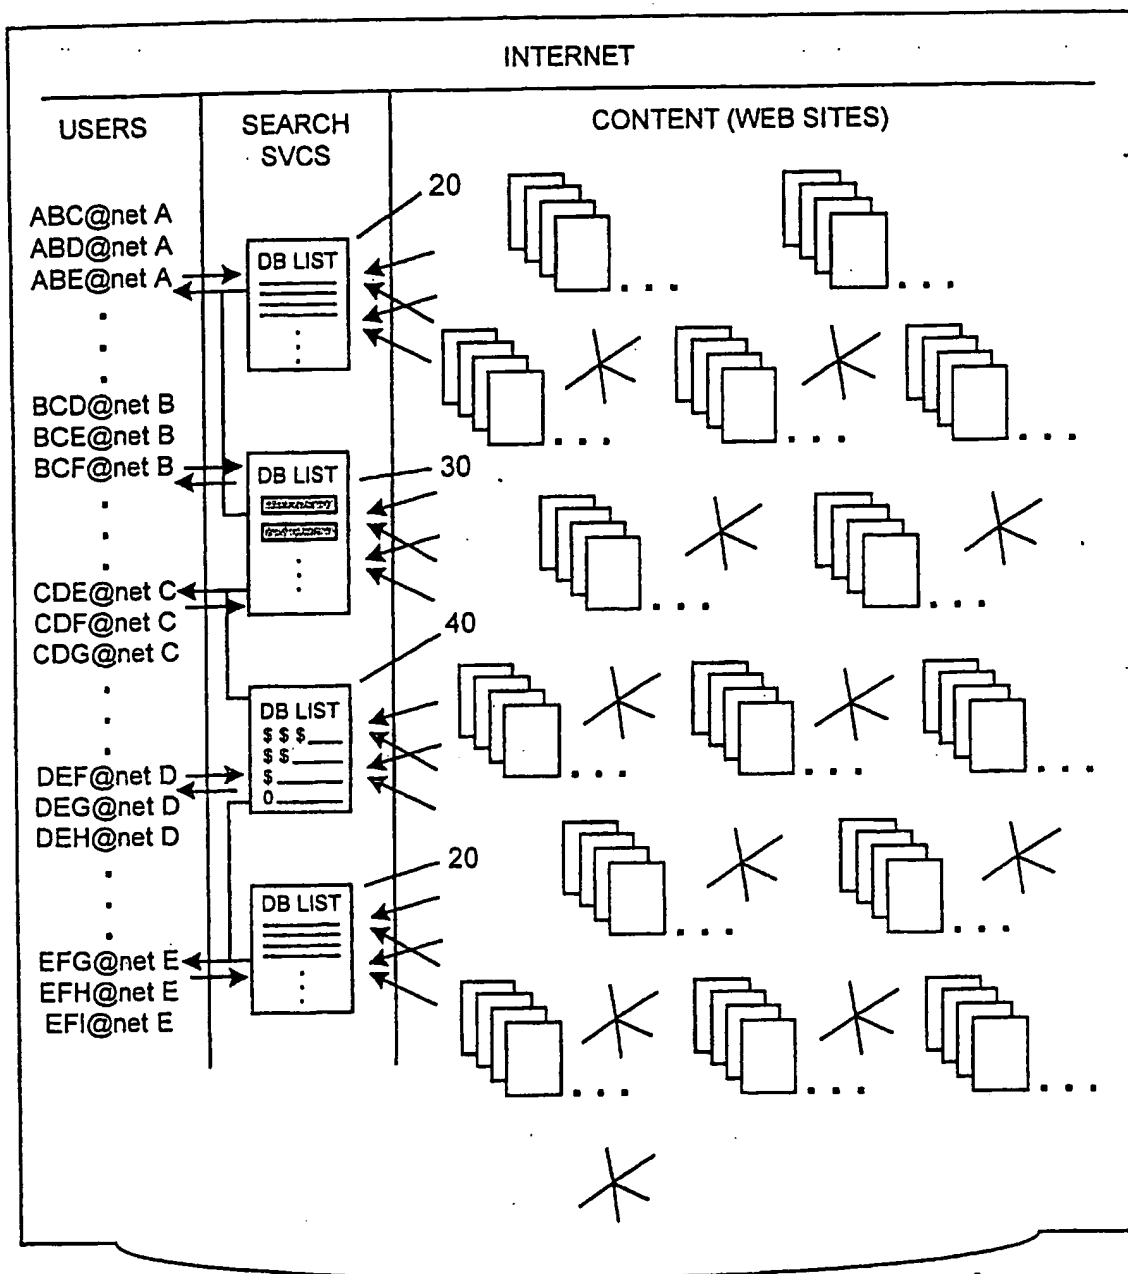 INTERNET
USERS
SEARCH
SVCS
CONTENT (WEB SITES)
ABC@net A
ABD@net A
ABE@net A
BCD@net B
BCE@net B
BCF@net B
CDE@net C
CDF@net C
CDG@net C
DEF@net D
DEG@net D
DEH@net D
EFG@net E
EFH@net E
EFI@net E
20
DB LIST
30
DB LIST
40
DB LIST
$ $ $
$ $
$
0
20
DB LIST